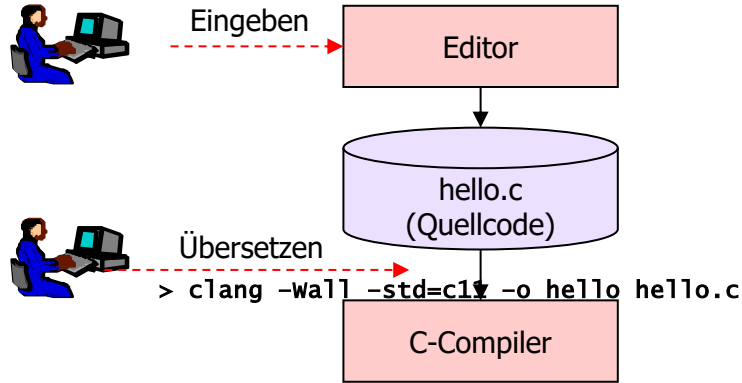 Eingeben
Editor
hello.c
(Quellcode)
Übersetzen
> clang –Wall –std=c11 –o hello hello.c
C-Compiler